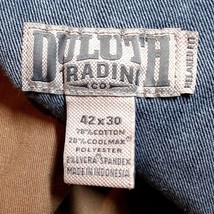 DULUTH
TRADING
CO
RELAXED FIT
42 x 30
78% COTTON
20% COOLMAX®
POLYESTER
2% LYCRA SPANDEX
MADE IN INDONESIA